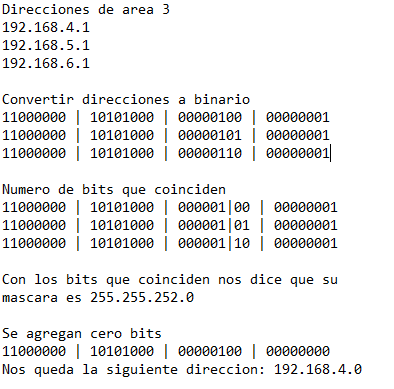 Direcciones de area 3
192.168.4.1
192.168.5.1
192.168.6.1
Convertir direcciones a binario
11000000 | 10101000 | 00000100 | 00000001
11000000 | 10101000 | 00000101 | 00000001
11000000 | 10101000 | 00000110 | 00000001
Numero de bits que coinciden
11000000 | 10101000 | 000001|00 | 00000001
11000000 | 10101000 | 000001|01 | 00000001
11000000 | 10101000 | 000001|10 | 00000001
Con los bits que coinciden nos dice que su
mascara es 255.255.252.0
Se agregan cero bits
11000000 | 10101000 | 00000100 | 00000000
Nos queda la siguiente direccion: 192.168.4.0